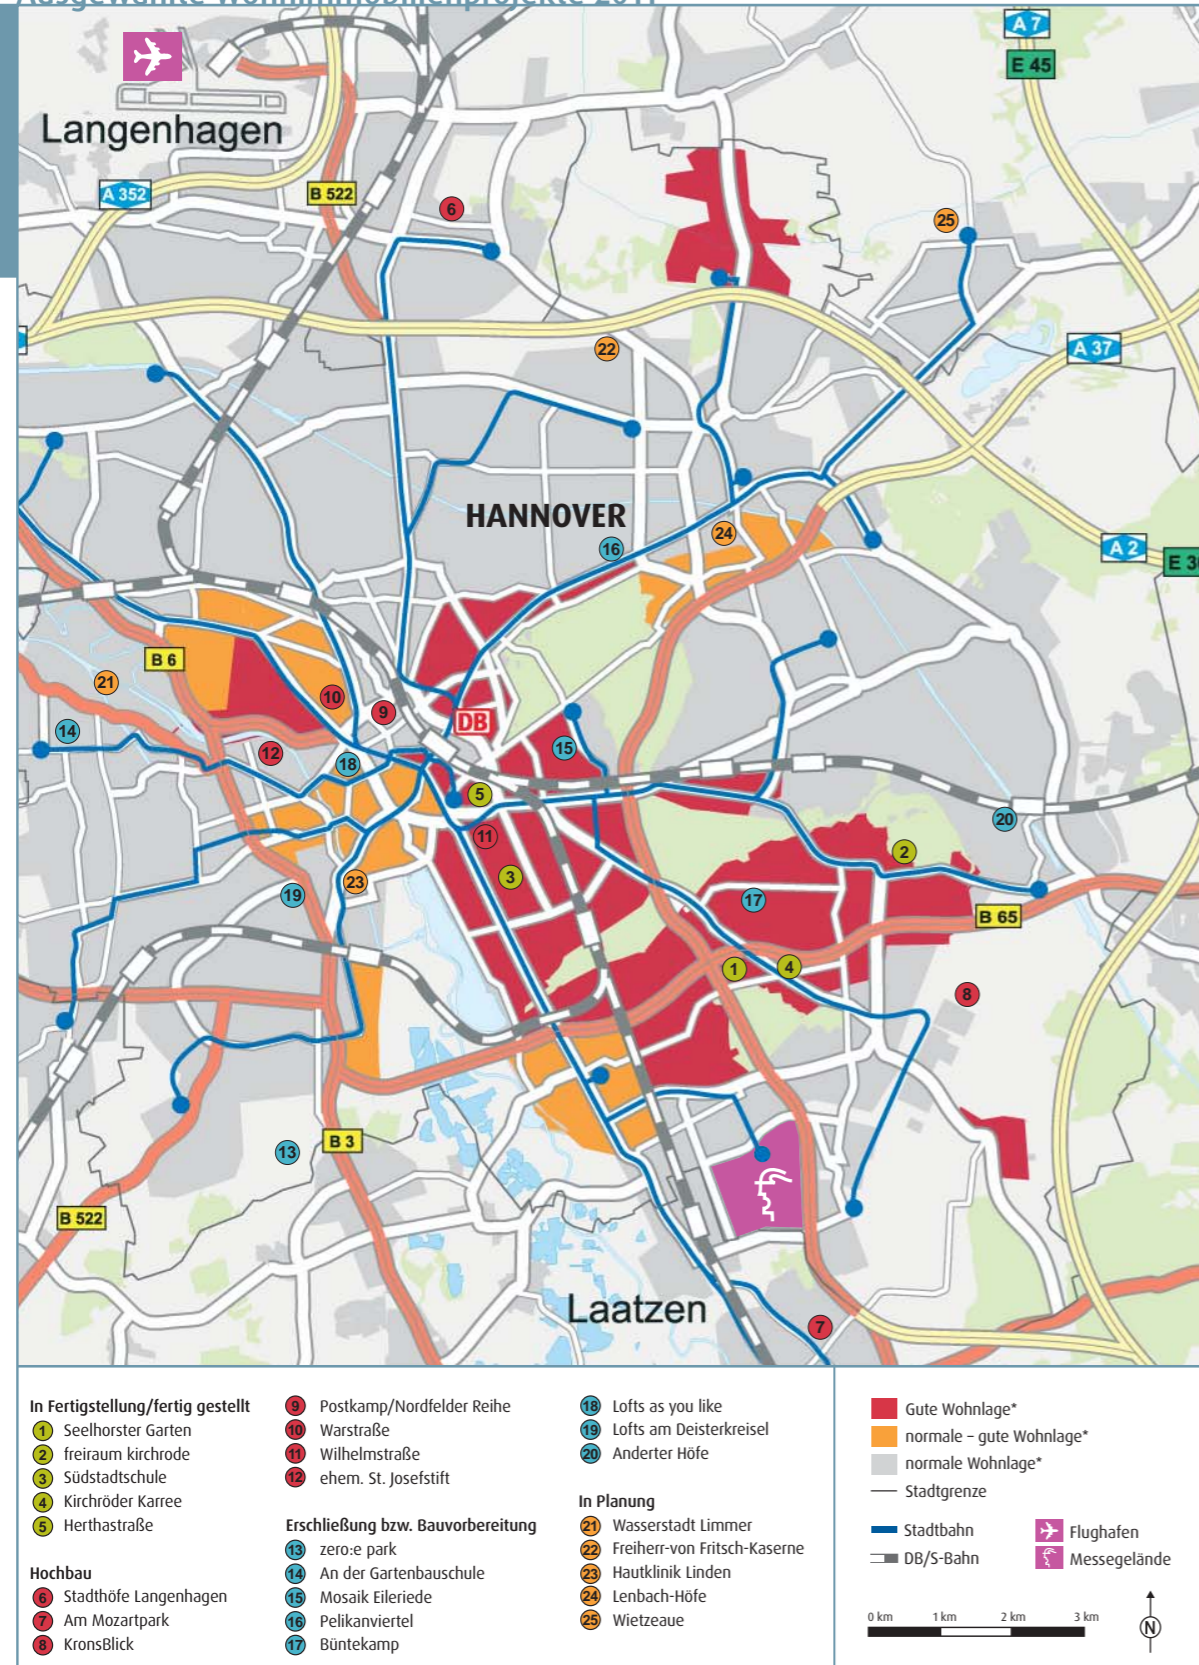 Ausgewählte Wohnimmobilienprojekte 2011
A 7
E 45
Langenhagen
A 352
B 522
6
25
A 37
22
HANNOVER
24
16
A 2
E 30
B 6
21
10
9
DB
14
12
15
18
5
20
11
2
3
23
19
17
B 65
1
4
8
B 3
13
B 522
Laatzen
7
In Fertigstellung/fertig gestellt
1 Seelhorster Garten
2 freiraum kirchrode
3 Südstadtschule
4 Kirchröder Karree
5 Herthastraße
Hochbau
6 Stadthöfe Langenhagen
7 Am Mozartpark
8 KronsBlick
9 Postkamp/Nordfelder Reihe
10 Warstraße
11 Wilhelmstraße
12 ehem. St. Josefstift
Erschließung bzw. Bauvorbereitung
13 zero:e park
14 An der Gartenbauschule
15 Mosaik Eileriede
16 Pelikanviertel
17 Büntekamp
18 Lofts as you like
19 Lofts am Deisterkreisel
20 Anderter Höfe
In Planung
21 Wasserstadt Limmer
22 Freiherr-von Fritsch-Kaserne
23 Hautklinik Linden
24 Lenbach-Höfe
25 Wietzeaue
Gute Wohnlage*
normale – gute Wohnlage*
normale Wohnlage*
Stadtgrenze
Stadtbahn
Flughafen
DB/S-Bahn
Messegelände
0 km 1 km 2 km 3 km
N